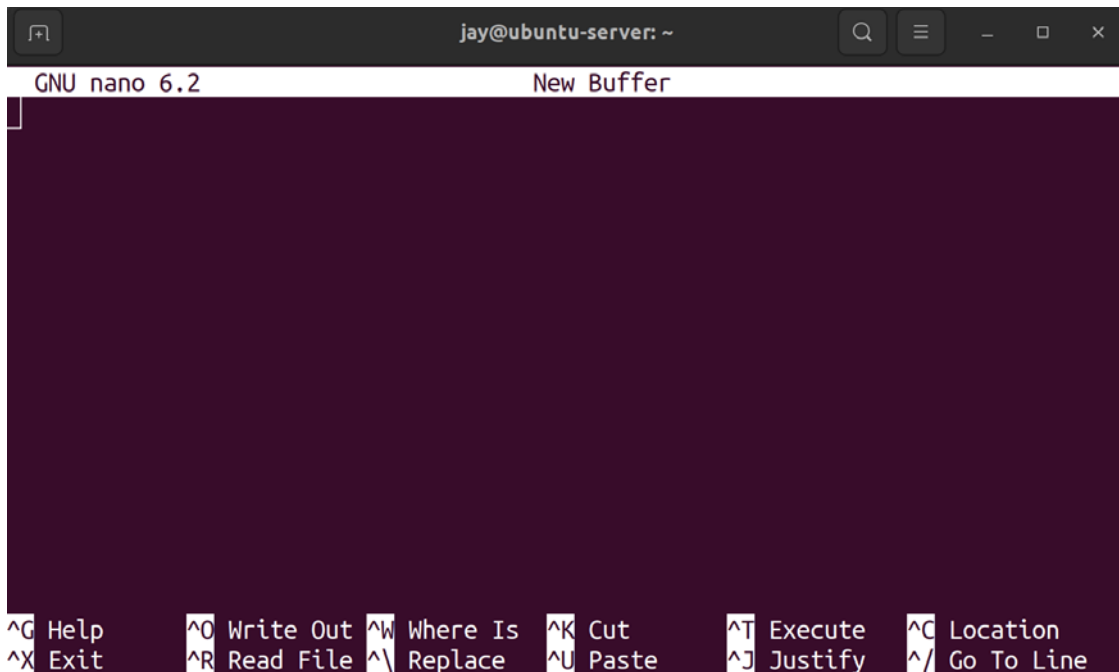 jay@ubuntu-server: ~
GNU nano 6.2 New Buffer
^G Help ^O Write Out ^W Where Is ^K Cut ^T Execute ^C Location
^X Exit ^R Read File ^\ Replace ^U Paste ^J Justify ^/ Go To Line